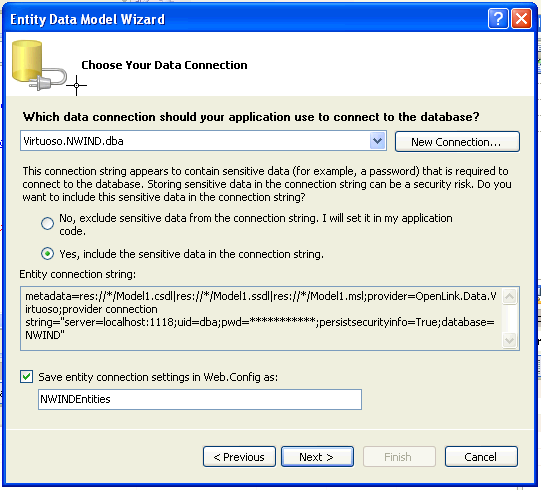 Entity Data Model Wizard
Choose Your Data Connection
Which data connection should your application use to connect to the database?
Virtuoso.NWIND.dba
New Connection...
This connection string appears to contain sensitive data (for example, a password) that is required to
connect to the database. Storing sensitive data in the connection string can be a security risk. Do you
want to include this sensitive data in the connection string?
No, exclude sensitive data from the connection string. I will set it in my application
code.
Yes, include the sensitive data in the connection string.
Entity connection string:
metadata=res://*/Model1.csdl|res://*/Model1.ssdl|res://*/Model1.msl;provider=OpenLink.Data.Vi
rtuoso;provider connection
string="server=localhost:1118;uid=dba;pwd=***********;persistsecurityinfo=True;database=
NWIND"
Save entity connection settings in Web.Config as:
NWINDEntities
< Previous
Next >
Finish
Cancel